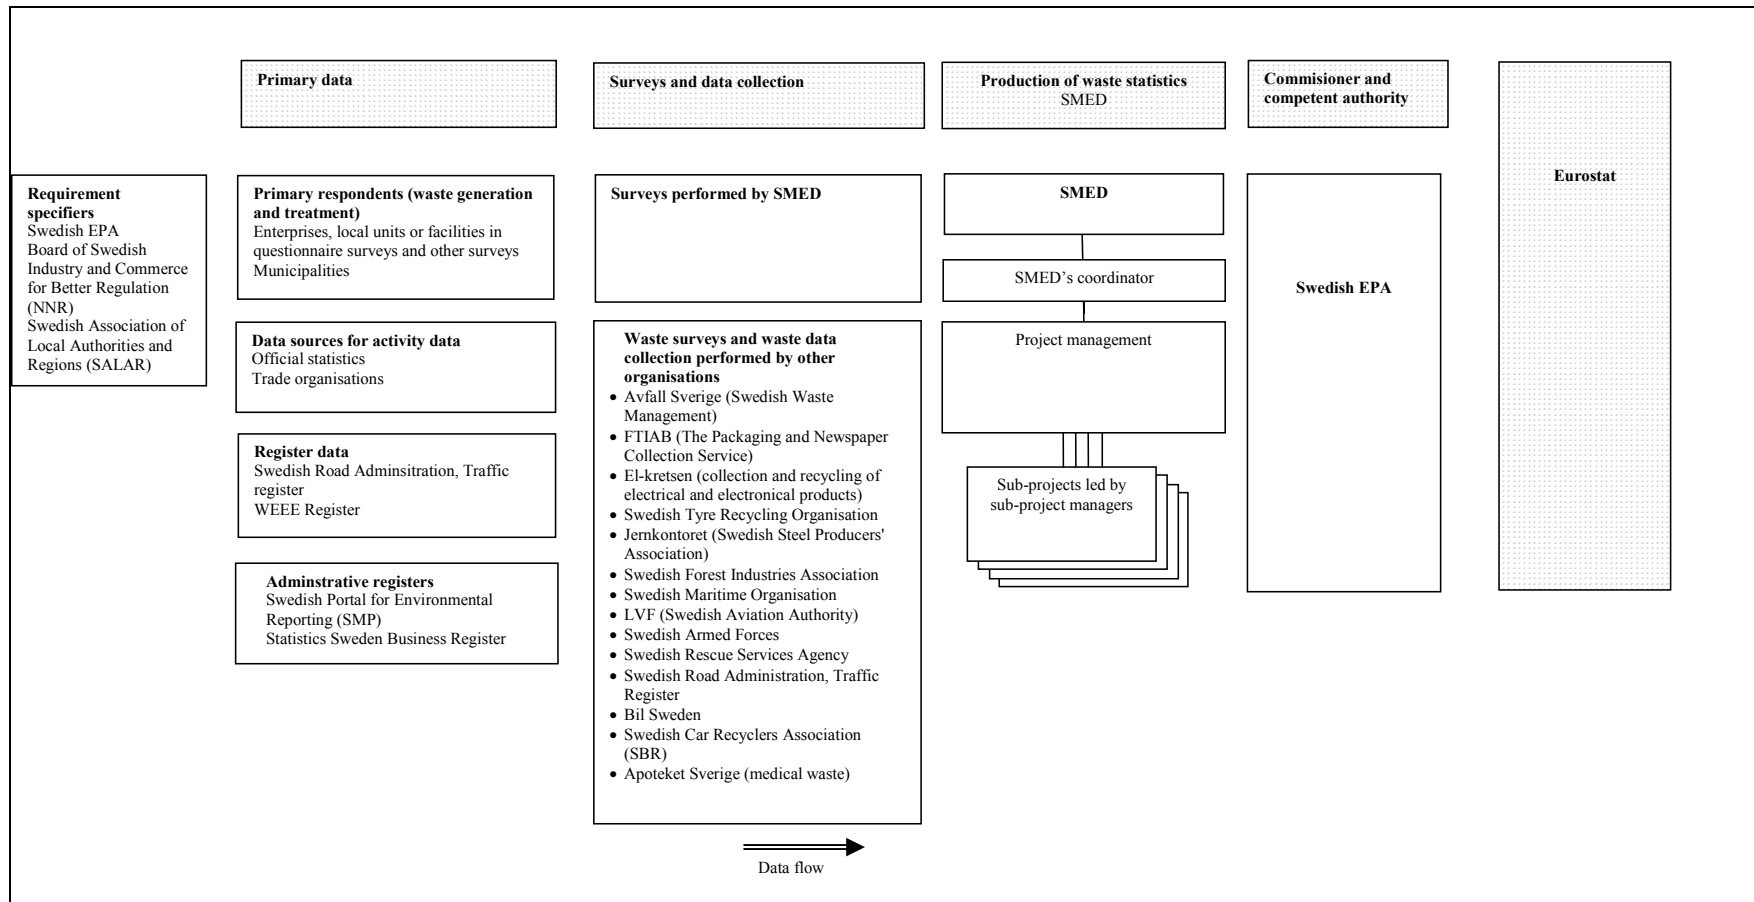 Primary data
Surveys and data collection
Production of waste statistics
SMED
Commisioner and
competent authority
Eurostat
Requirement
specifiers
Swedish EPA
Board of Swedish
Industry and Commerce
for Better Regulation
(NNR)
Swedish Association of
Local Authorities and
Regions (SALAR)
Primary respondents (waste generation
and treatment)
Enterprises, local units or facilities in
questionnaire surveys and other surveys
Municipalities
Data sources for activity data
Official statistics
Trade organisations
Register data
Swedish Road Adminsitration, Traffic
register
WEEE Register
Adminstrative registers
Swedish Portal for Environmental
Reporting (SMP)
Statistics Sweden Business Register
Surveys performed by SMED
Waste surveys and waste data
collection performed by other
organisations
• Avfall Sverige (Swedish Waste
Management)
• FTIAB (The Packaging and Newspaper
Collection Service)
• El-kretsen (collection and recycling of
electrical and electronical products)
• Swedish Tyre Recycling Organisation
• Jernkontoret (Swedish Steel Producers'
Association)
• Swedish Forest Industries Association
• Swedish Maritime Organisation
• LVF (Swedish Aviation Authority)
• Swedish Armed Forces
• Swedish Rescue Services Agency
• Swedish Road Administration, Traffic
Register
• Bil Sweden
• Swedish Car Recyclers Association
(SBR)
• Apoteket Sverige (medical waste)
SMED
SMED’s coordinator
Project management
Sub-projects led by
sub-project managers
Swedish EPA
Data flow